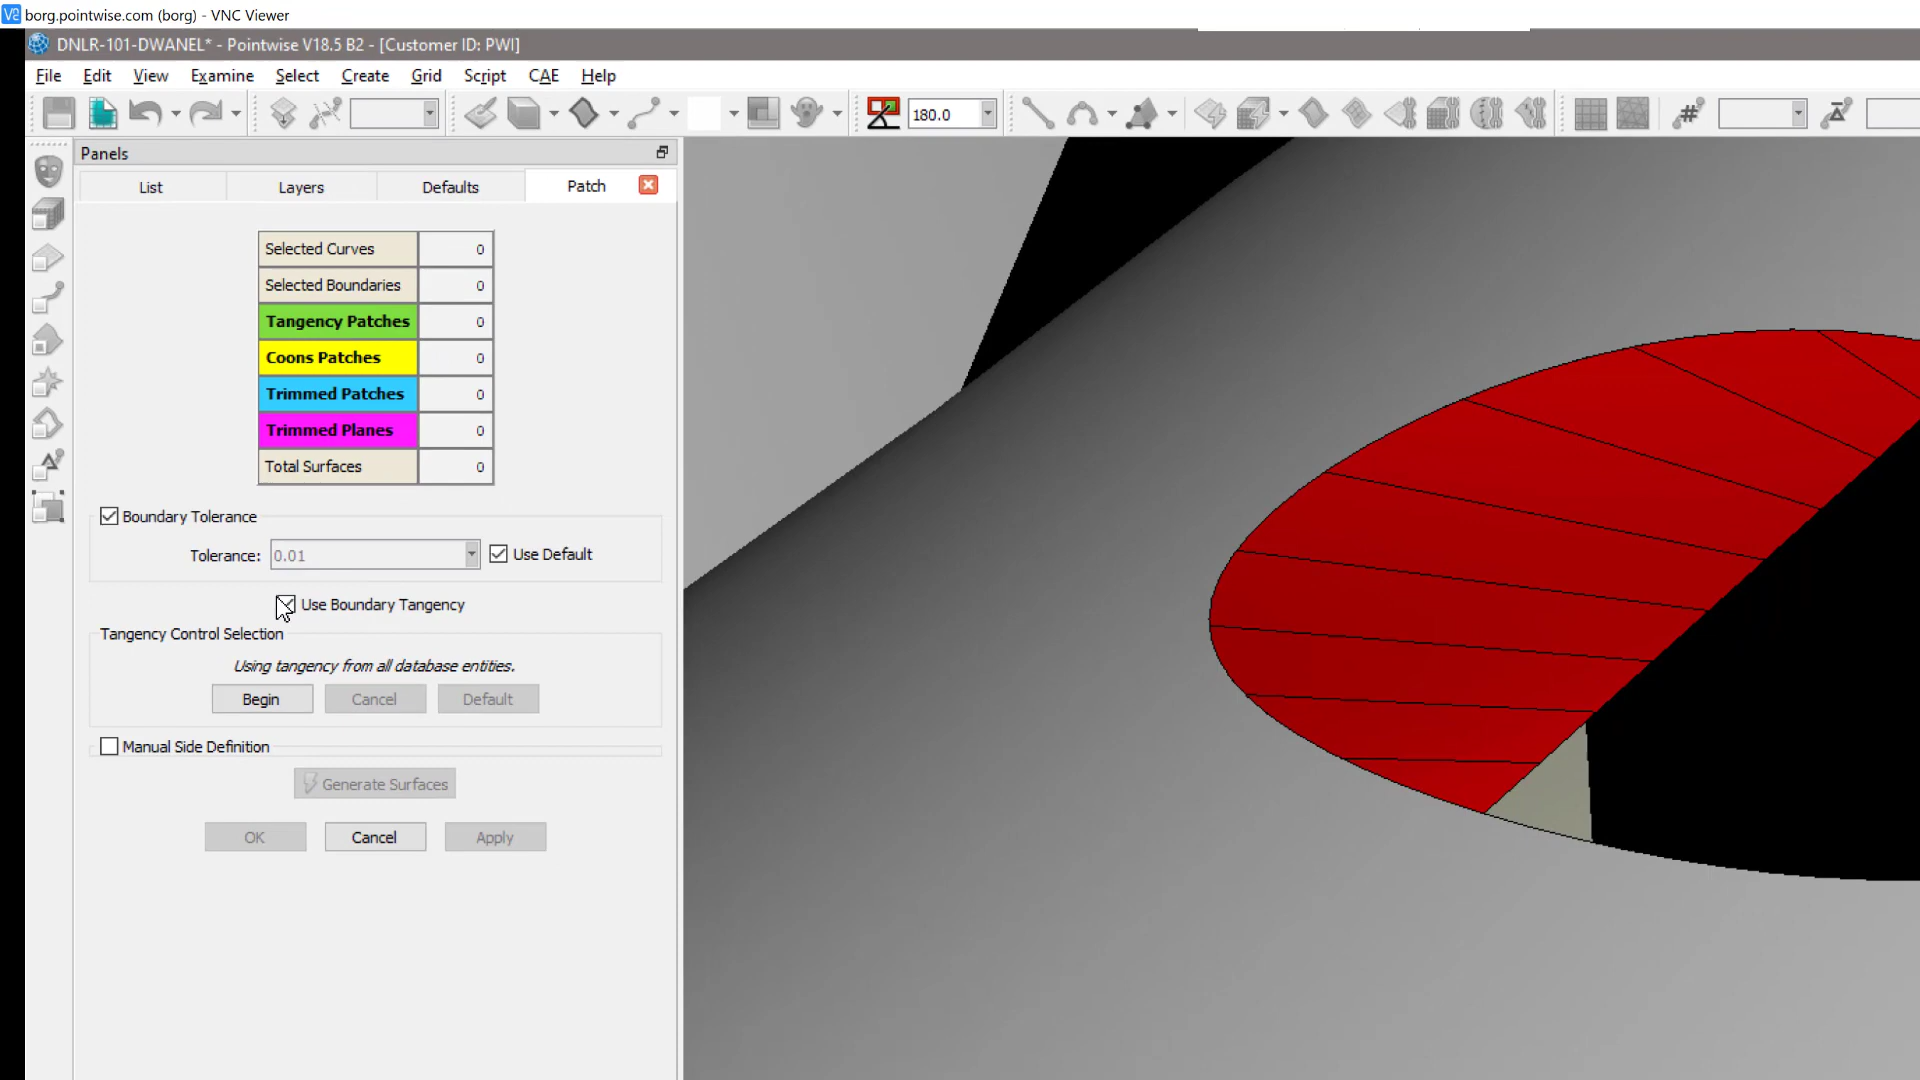 V2 borg.pointwise.com (borg) - VNC Viewer
DNLR-101-DWANEL* - Pointwise V18.5 B2 - [Customer ID: PWI]
File Edit View Examine Select Create Grid Script CAE Help
180.0
Panels
List Layers Defaults Patch
Selected Curves 0
Selected Boundaries 0
Tangency Patches 0
Coons Patches 0
Trimmed Patches 0
Trimmed Planes 0
Total Surfaces 0
Boundary Tolerance
Tolerance: 0.01 Use Default
Use Boundary Tangency
Tangency Control Selection
Using tangency from all database entities.
Begin Cancel Default
Manual Side Definition
Generate Surfaces
OK Cancel Apply